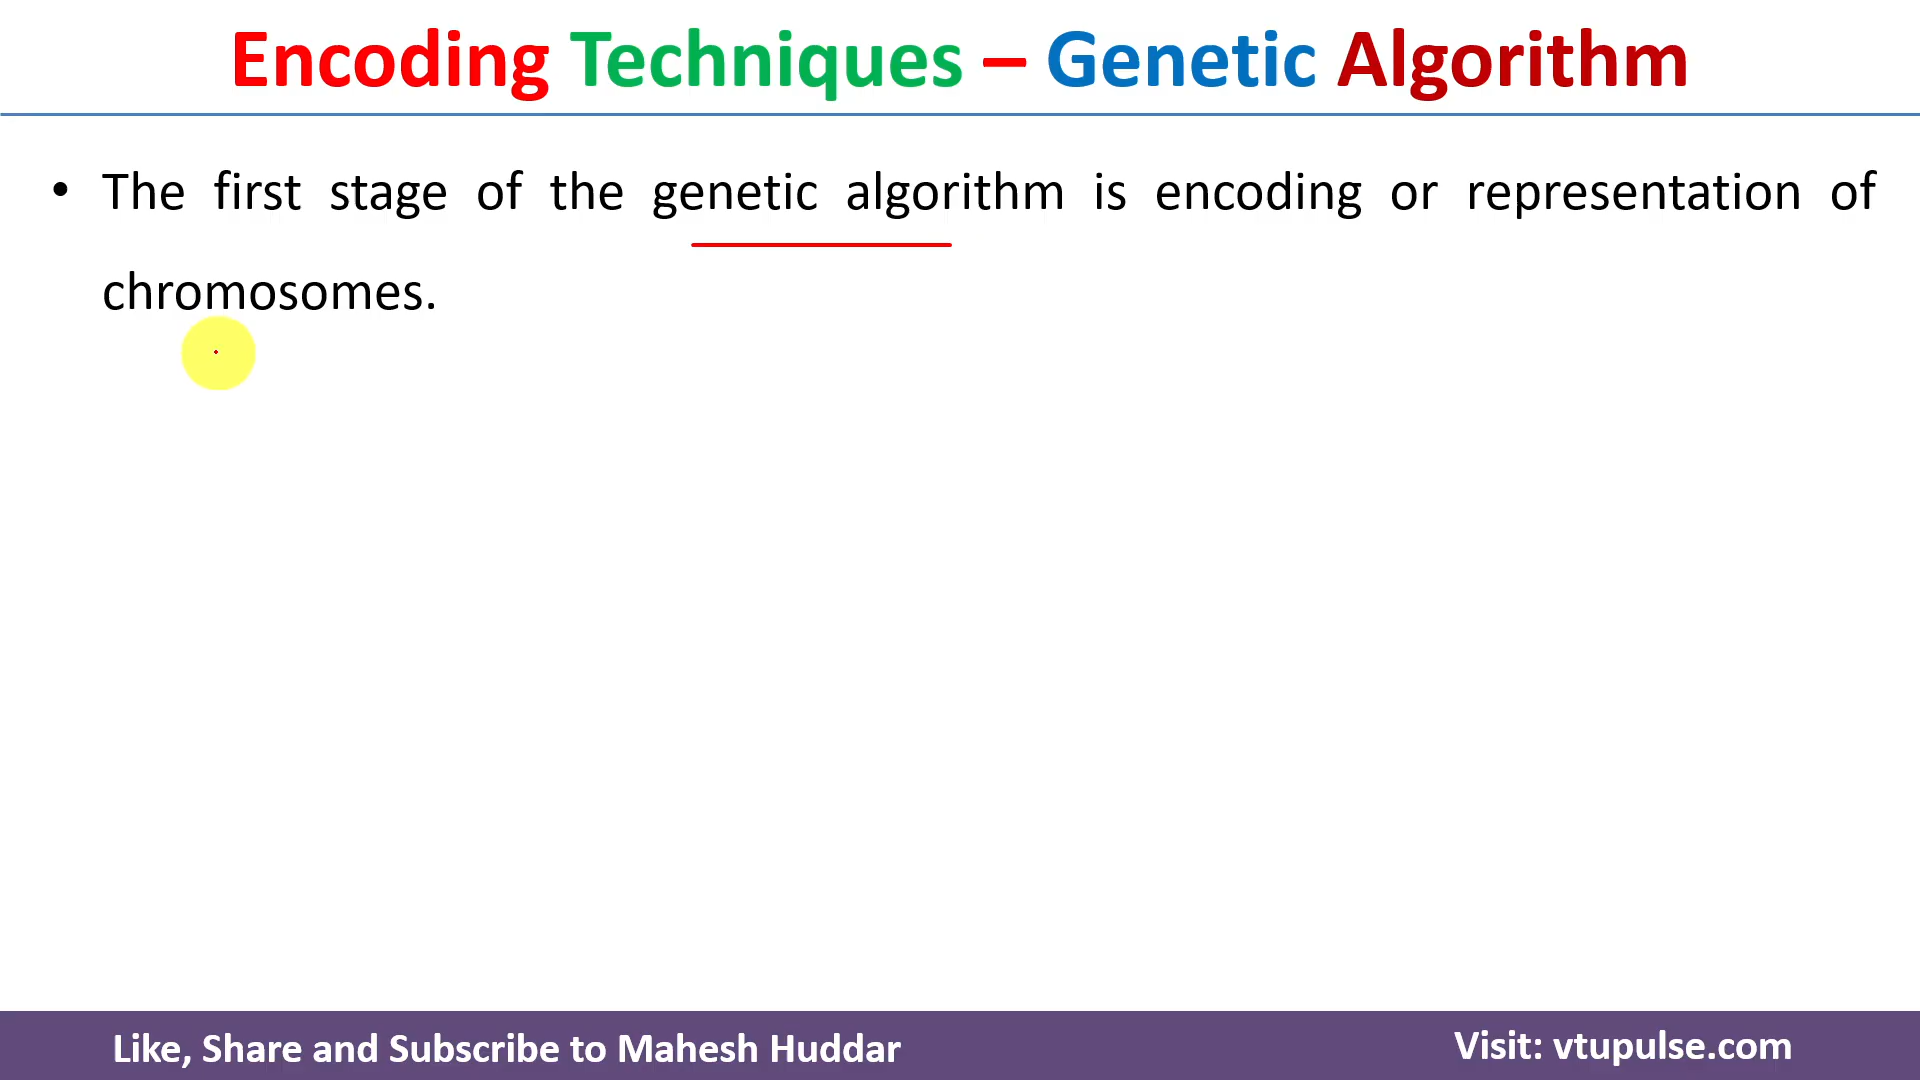 Encoding Techniques – Genetic Algorithm
• The first stage of the genetic algorithm is encoding or representation of
chromosomes.
Like, Share and Subscribe to Mahesh Huddar
Visit: vtupulse.com